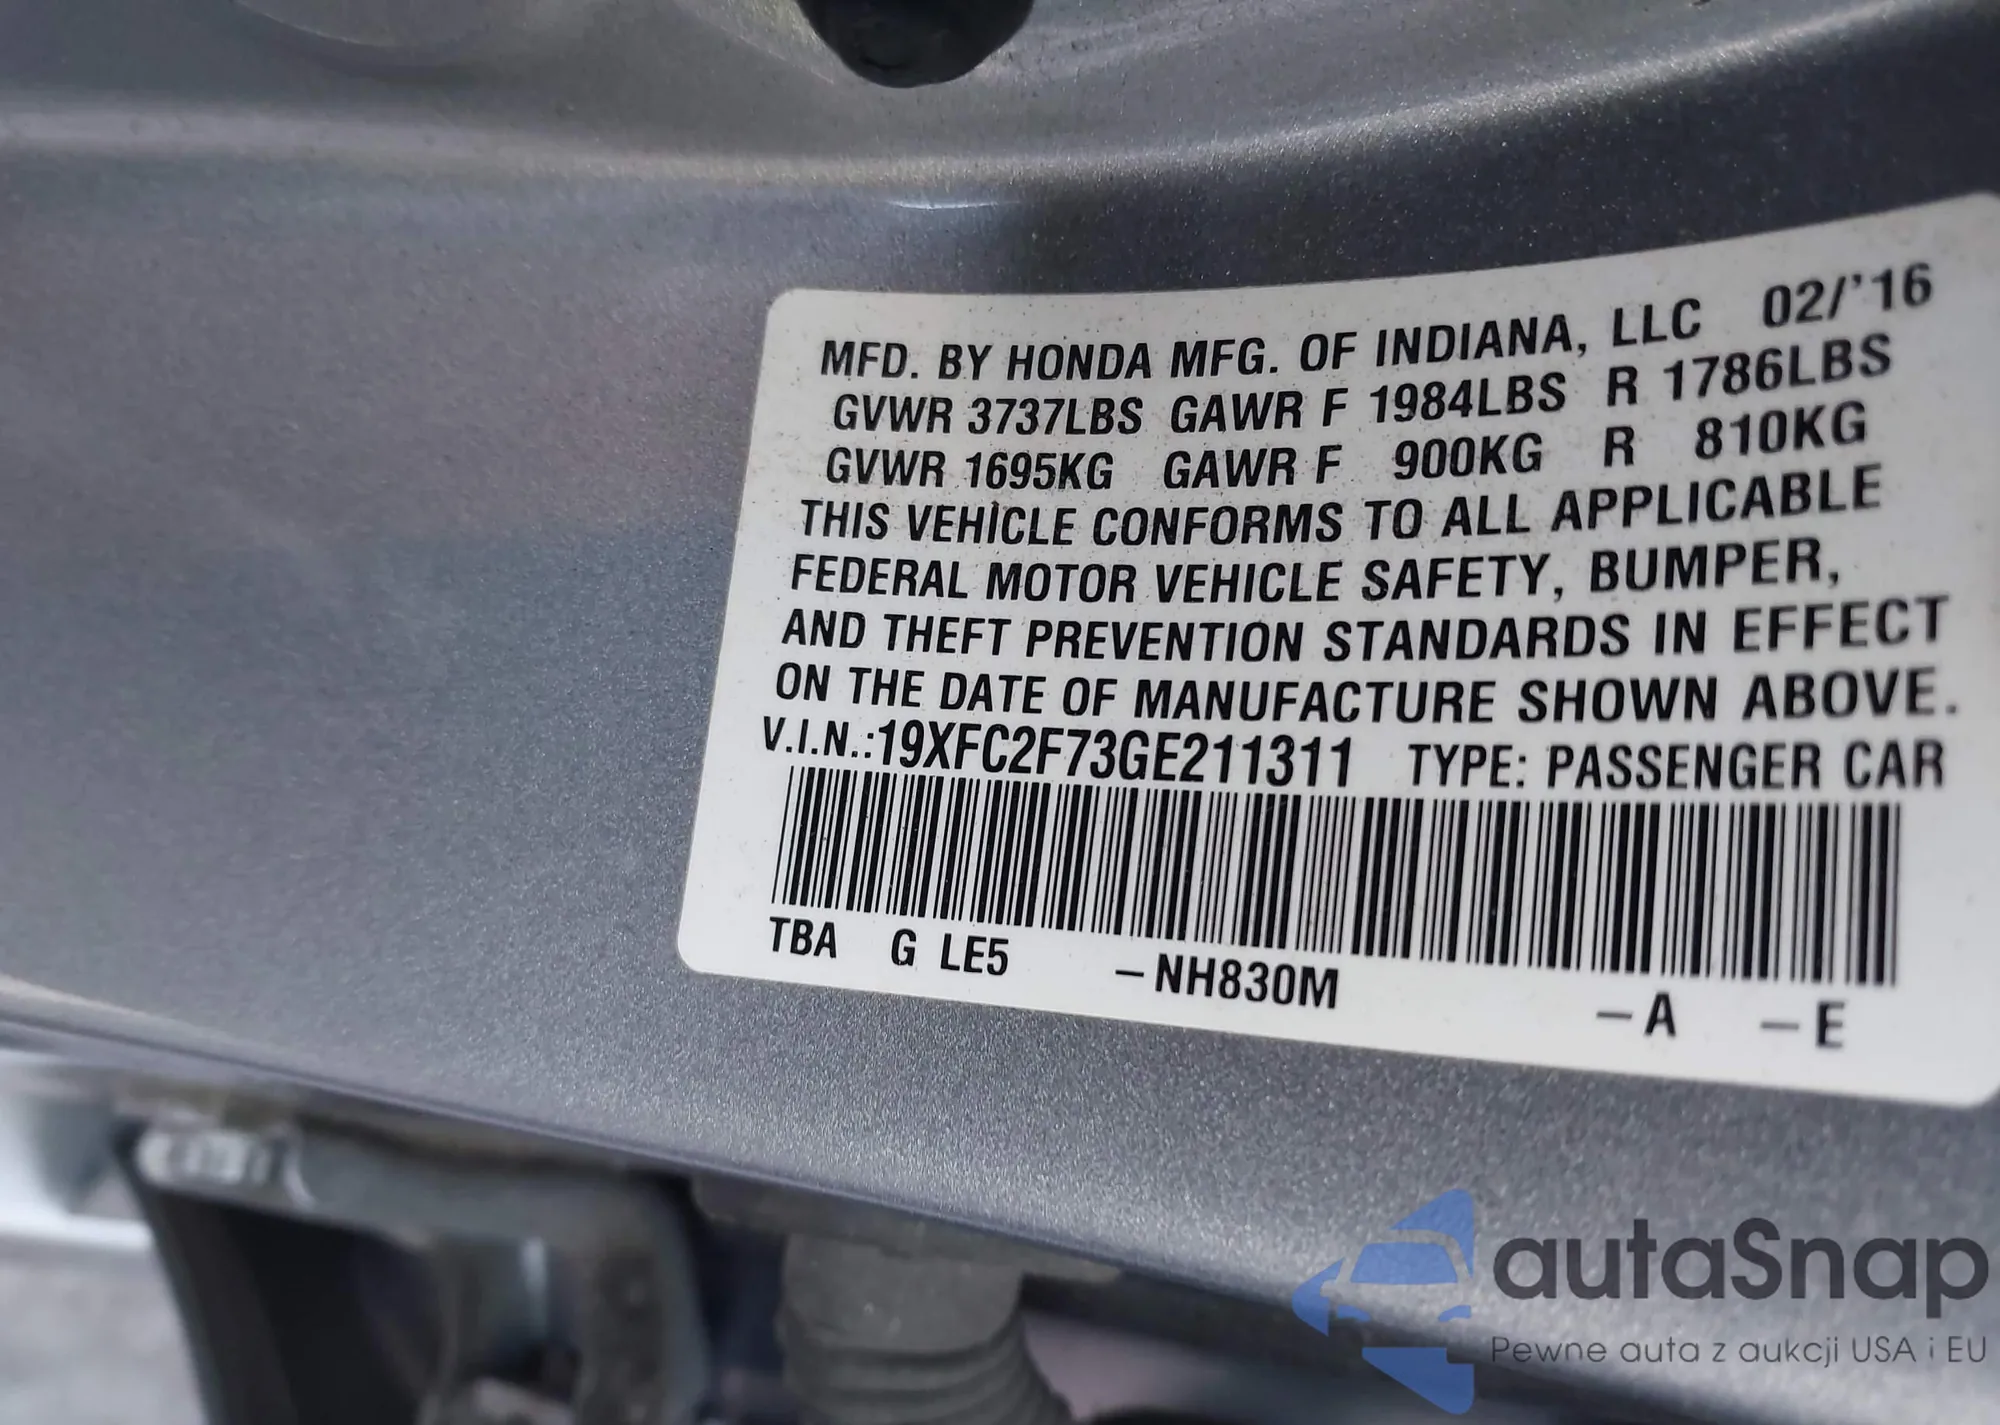 MFD. BY HONDA MFG. OF INDIANA, LLC 02/'16
GVWR 3737LBS GAWR F 1984LBS R 1786LBS
GVWR 1695KG GAWR F 900KG R 810KG
THIS VEHICLE CONFORMS TO ALL APPLICABLE
FEDERAL MOTOR VEHICLE SAFETY, BUMPER,
AND THEFT PREVENTION STANDARDS IN EFFECT
ON THE DATE OF MANUFACTURE SHOWN ABOVE.
V.I.N.:19XFC2F73GE211311 TYPE: PASSENGER CAR
TBA G LE5 –NH830M –A –E
autaSnap
Pewne auta z aukcji USA i EU